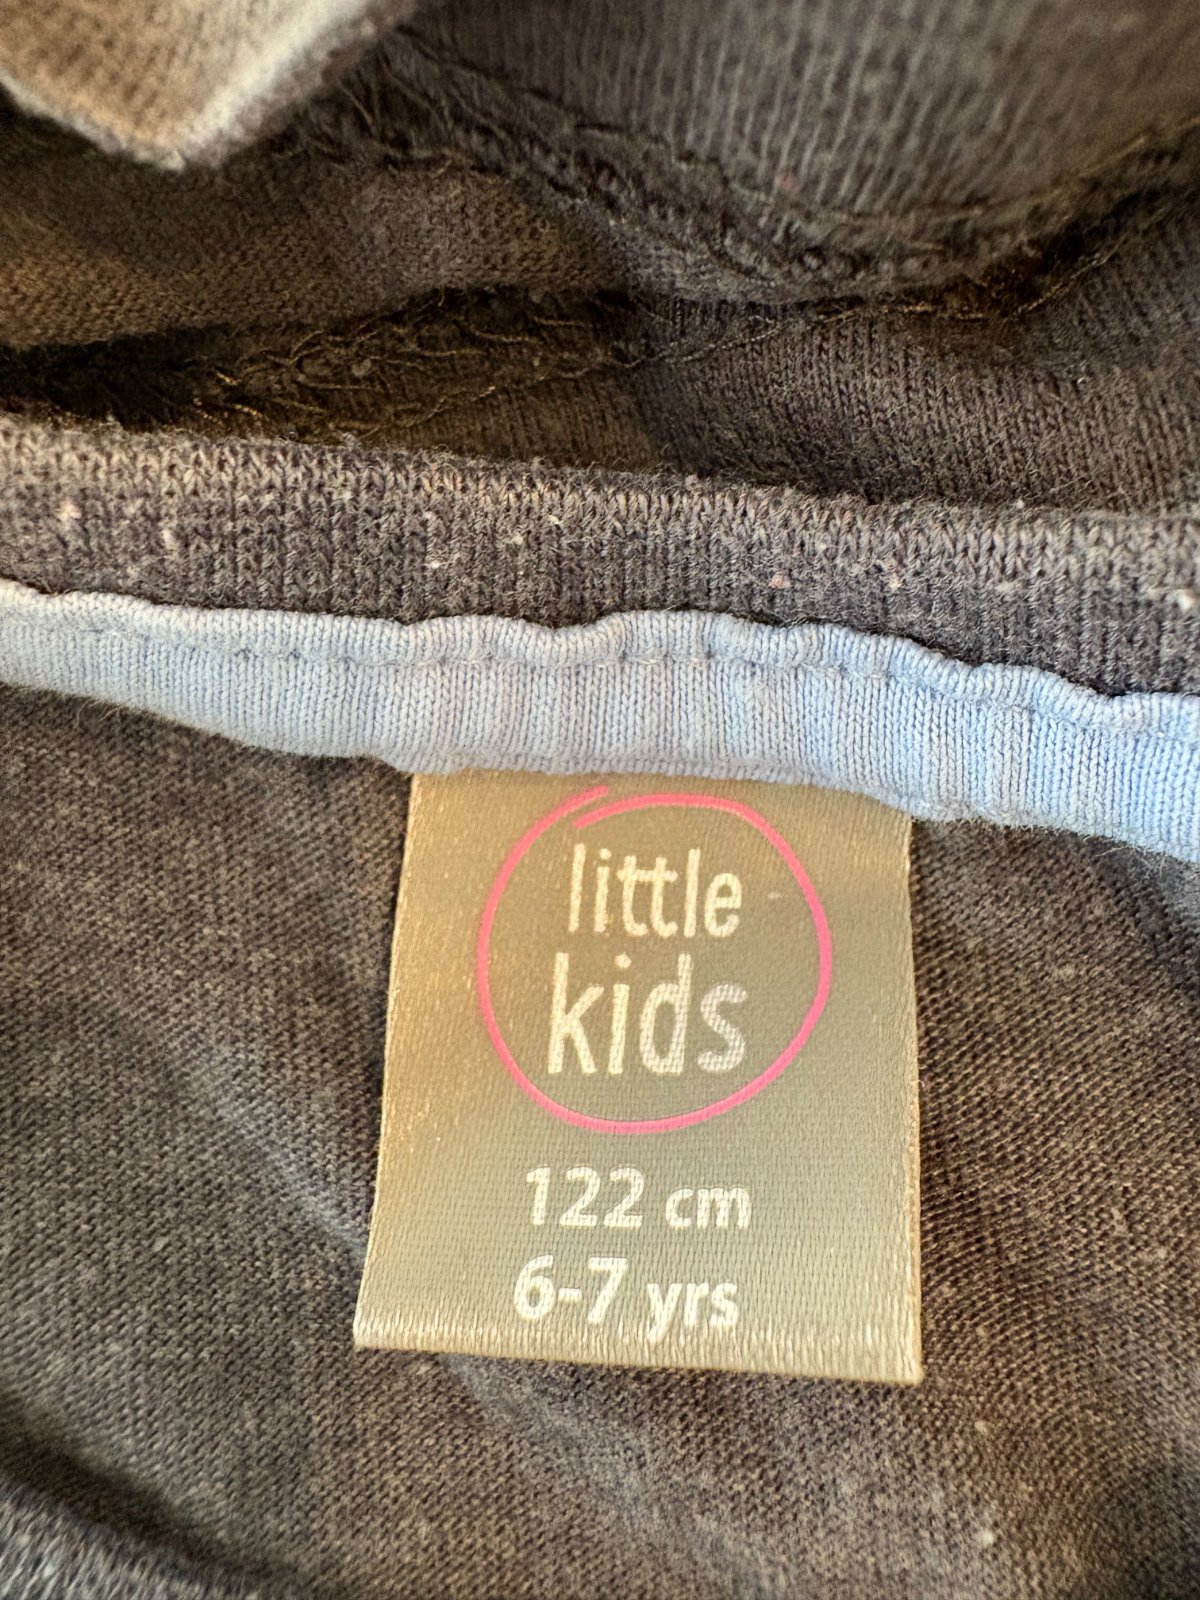 little
kids
122 cm
6-7 yrs